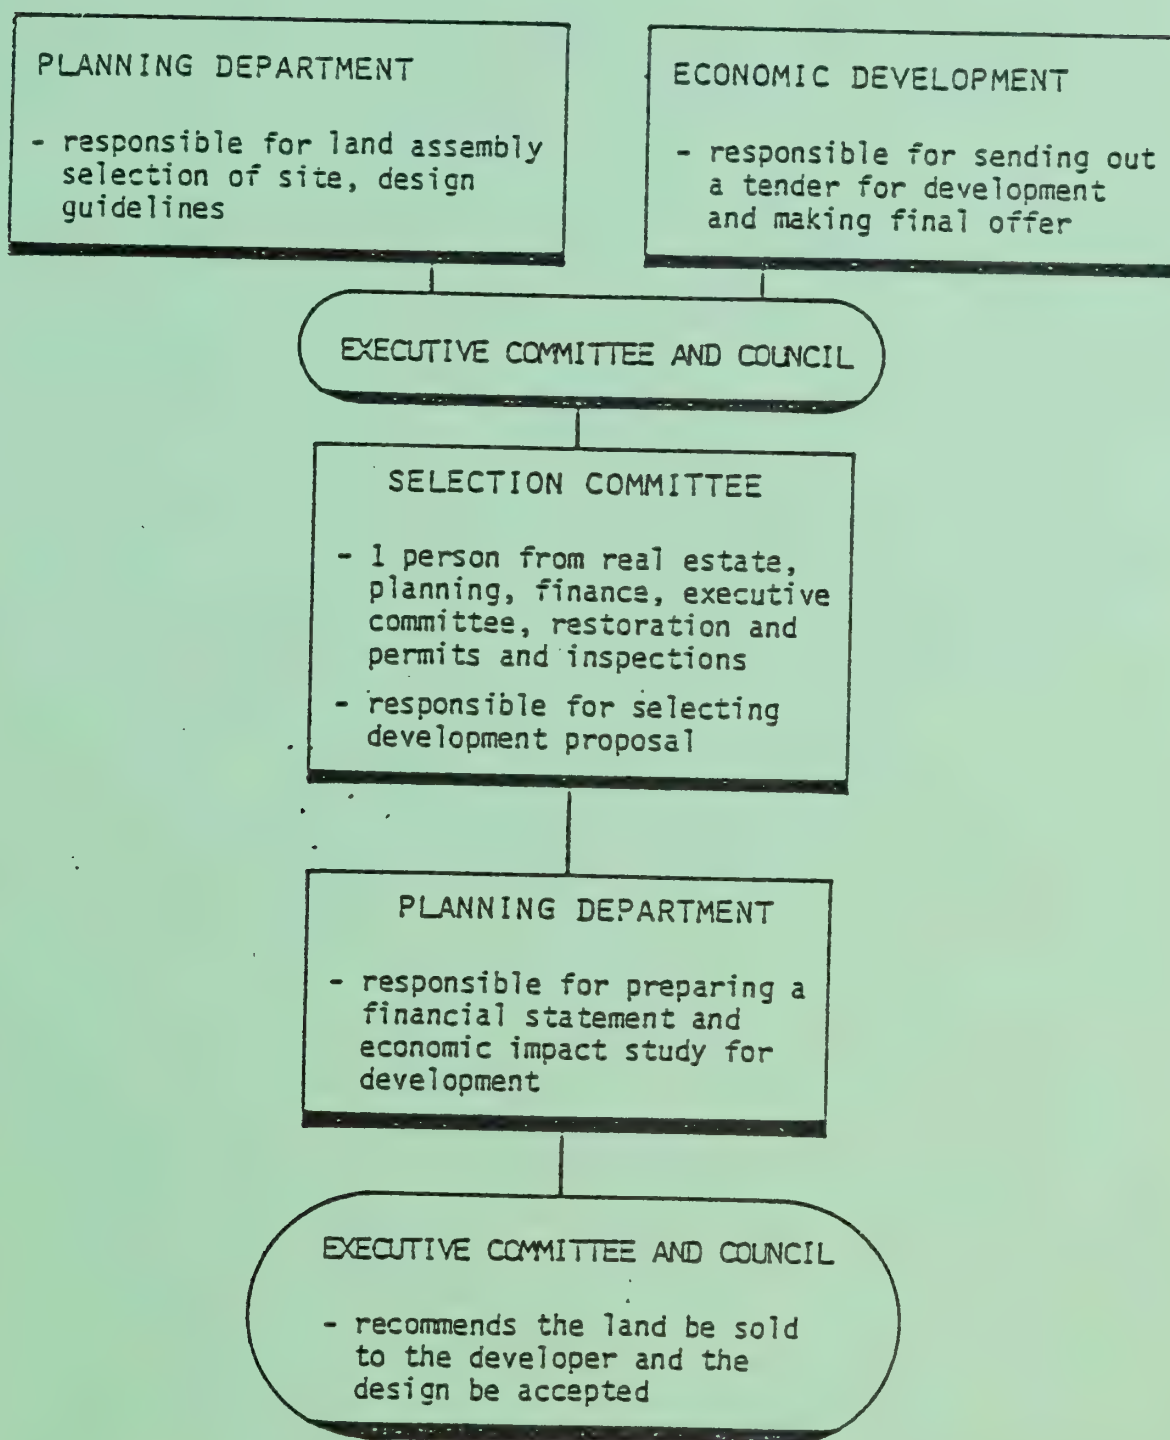 PLANNING DEPARTMENT
- responsible for land assembly
selection of site, design
guidelines
ECONOMIC DEVELOPMENT
- responsible for sending out
a tender for development
and making final offer
EXECUTIVE COMMITTEE AND COUNCIL
SELECTION COMMITTEE
- 1 person from real estate,
planning, finance, executive
committee, restoration and
permits and inspections
- responsible for selecting
development proposal
PLANNING DEPARTMENT
- responsible for preparing a
financial statement and
economic impact study for
development
EXECUTIVE COMMITTEE AND COUNCIL
- recommends the land be sold
to the developer and the
design be accepted